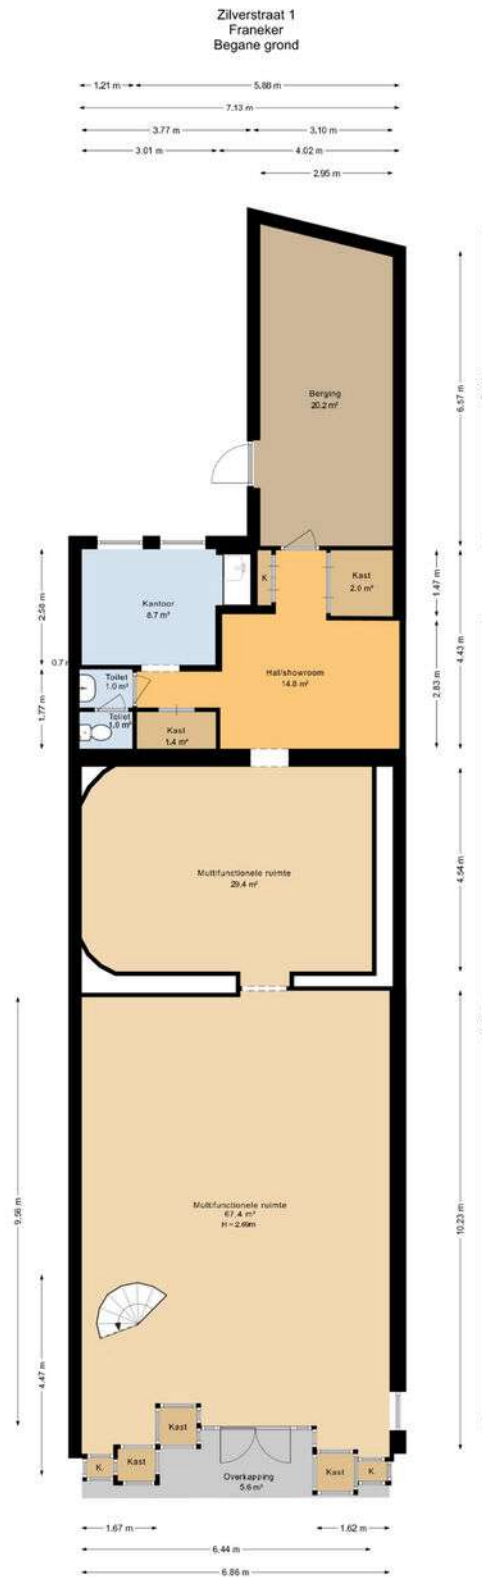 Zilverstraat 1
Franeker
Begane grond
1.21 m
5.88 m
7.13 m
3.77 m
3.10 m
3.01 m
4.02 m
2.95 m
Berging
20.2 m²
6.57 m
K
Kast
2.0 m²
1.47 m
2.58 m
Kantoor
8.7 m²
4.43 m
0.7 m
Toilet
1.0 m²
Hal/showroom
14.8 m²
2.83 m
1.77 m
Toilet
1.0 m²
Kast
1.4 m²
Multifunctionele ruimte
29.4 m²
4.54 m
9.56 m
Multifunctionele ruimte
67.4 m²
H = 2.69m
10.23 m
4.47 m
Kast
K.
Kast
Overkapping
5.6 m²
Kast
K
1.67 m
1.62 m
6.44 m
6.86 m